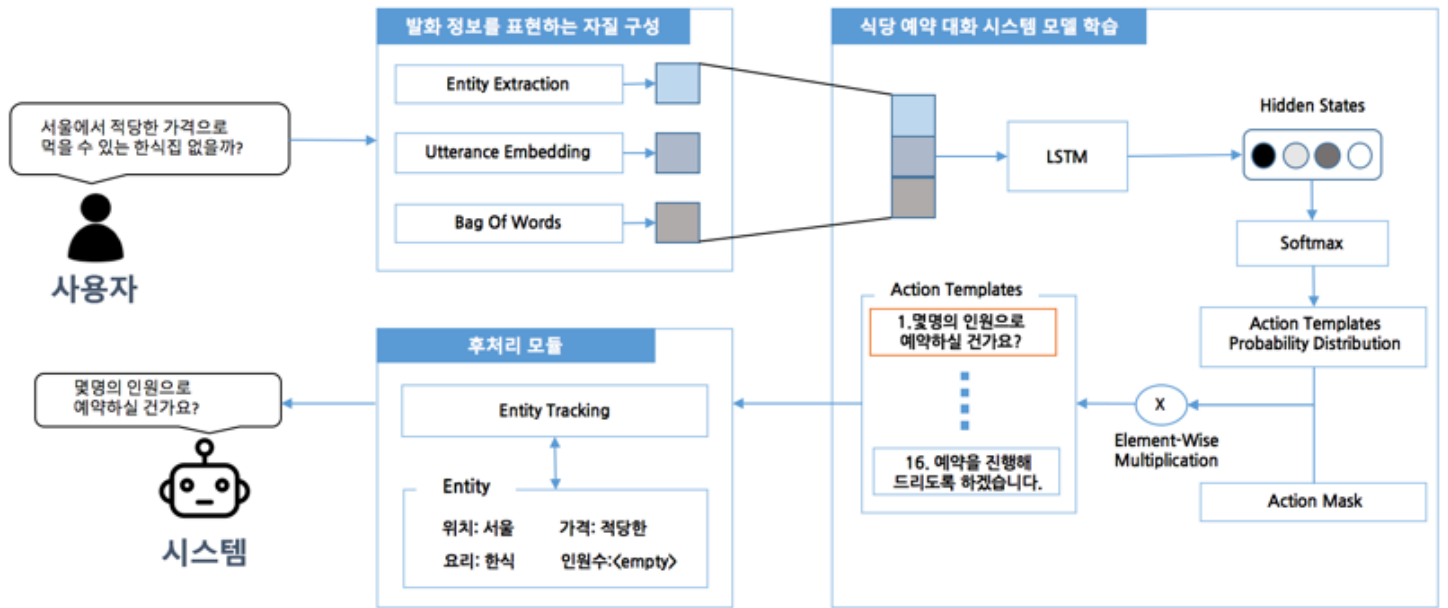 발화 정보를 표현하는 자질 구성
식당 예약 대화 시스템 모델 학습
Entity Extraction
Utterance Embedding
Bag Of Words
서울에서 적당한 가격으로
먹을 수 있는 한식집 없을까?
사용자
LSTM
Hidden States
Softmax
Action Templates
Probability Distribution
X
Element-Wise
Multiplication
Action Mask
Action Templates
1.몇명의 인원으로
예약하실 건가요?
16. 예약을 진행해
드리도록 하겠습니다.
후처리 모듈
Entity Tracking
Entity
위치: 서울
가격: 적당한
요리: 한식
인원수:<empty>
몇명의 인원으로
예약하실 건가요?
시스템